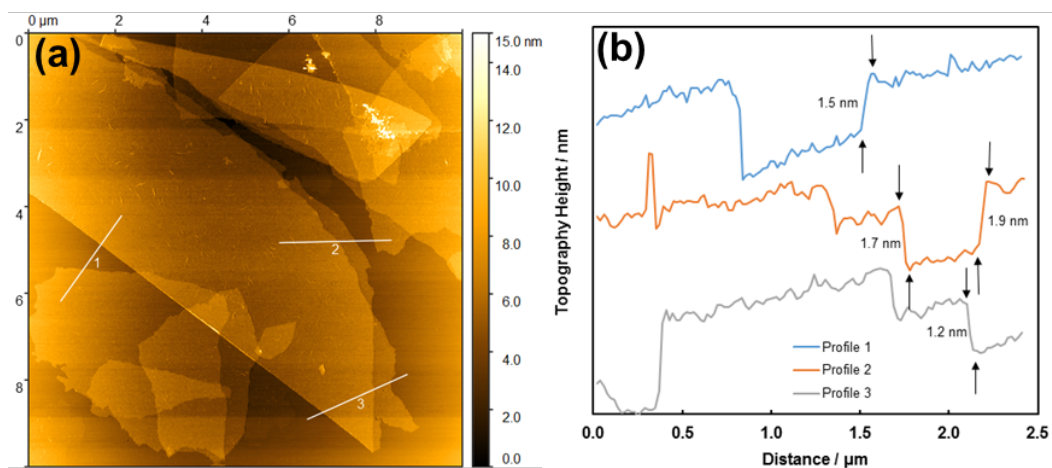 (a)
0 µm 2 4 6 8
0
2
4
6
8
15.0 nm
14.0
12.0
10.0
8.0
6.0
4.0
2.0
0.0
1
2
3
(b)
Topography Height / nm
1.5 nm
1.7 nm
1.9 nm
1.2 nm
Profile 1
Profile 2
Profile 3
0.0 0.5 1.0 1.5 2.0 2.5
Distance / µm